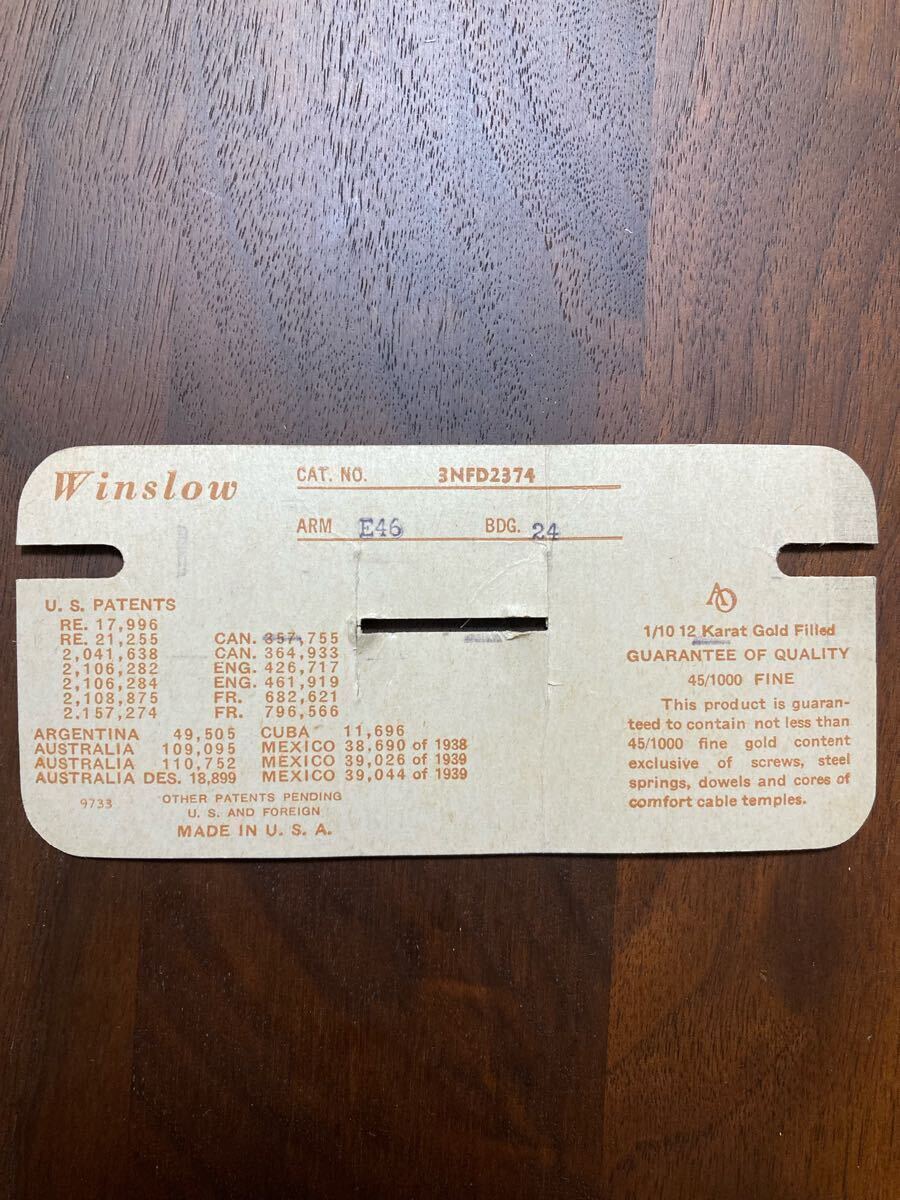 Winslow
CAT. NO. 3NFD2374
ARM E46 BDG. 24
U. S. PATENTS
RE. 17,996
RE. 21,255 CAN. 357,755
2,041,638 CAN. 364,933
2,106,282 ENG. 426,717
2,106,284 ENG. 461,919
2,108,875 FR. 682,621
2.157,274 FR. 796,566
ARGENTINA 49,505 CUBA 11,696
AUSTRALIA 109,095 MEXICO 38,690 of 1938
AUSTRALIA 110,752 MEXICO 39,026 of 1939
AUSTRALIA DES. 18,899 MEXICO 39,044 of 1939
9733 OTHER PATENTS PENDING
U. S. AND FOREIGN
MADE IN U. S. A.
AO
1/10 12 Karat Gold Filled
GUARANTEE OF QUALITY
45/1000 FINE
This product is guaran-
teed to contain not less than
45/1000 fine gold content
exclusive of screws, steel
springs, dowels and cores of
comfort cable temples.